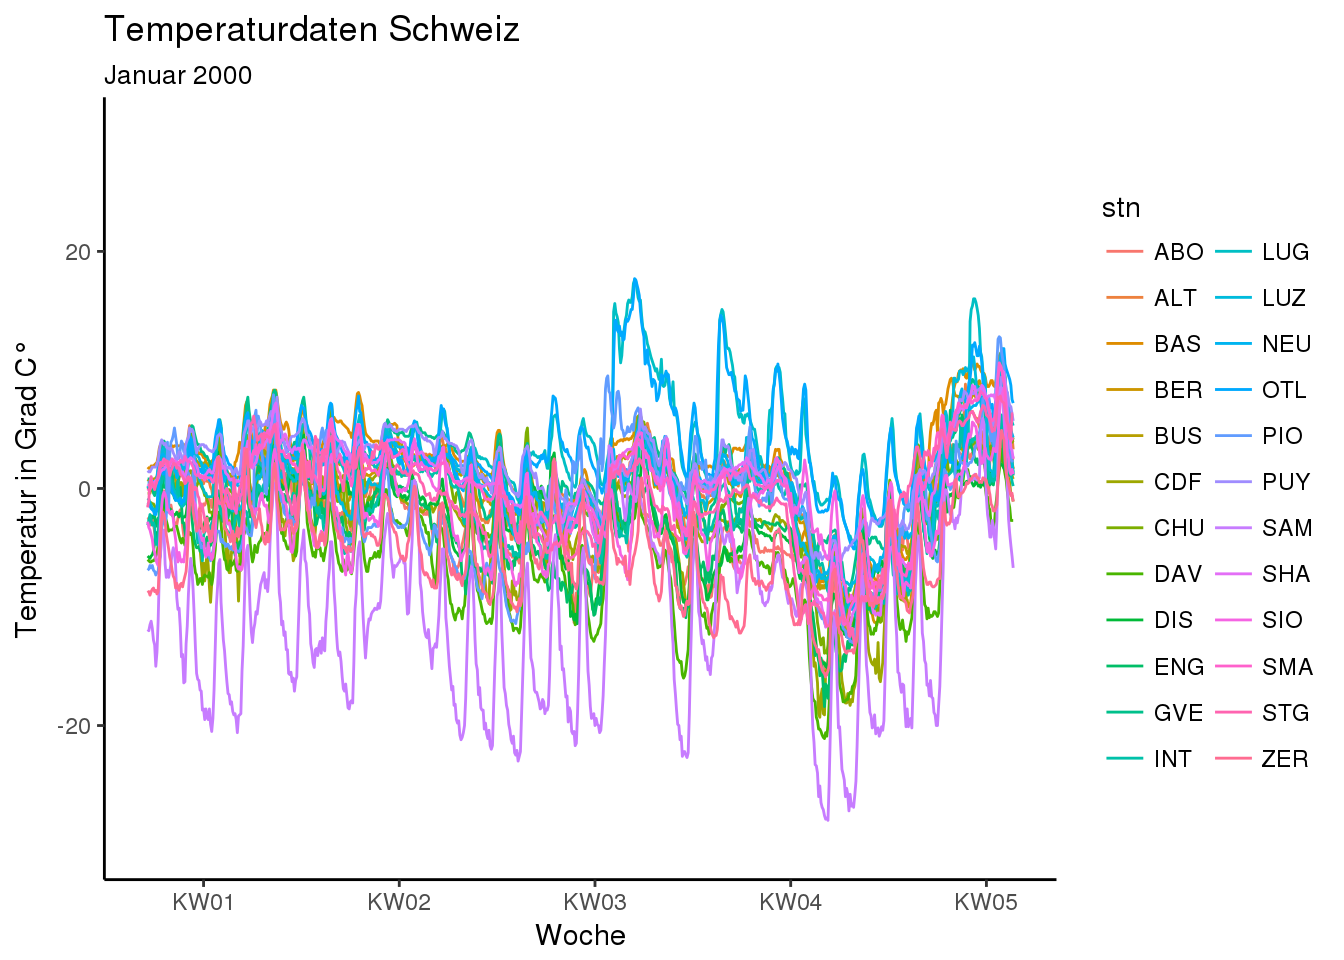 Temperaturdaten Schweiz
Januar 2000
Temperatur in Grad C°
20
0
-20
KW01 KW02 KW03 KW04 KW05
Woche
stn
ABO LUG
ALT LUZ
BAS NEU
BER OTL
BUS PIO
CDF PUY
CHU SAM
DAV SHA
DIS SIO
ENG SMA
GVE STG
INT ZER